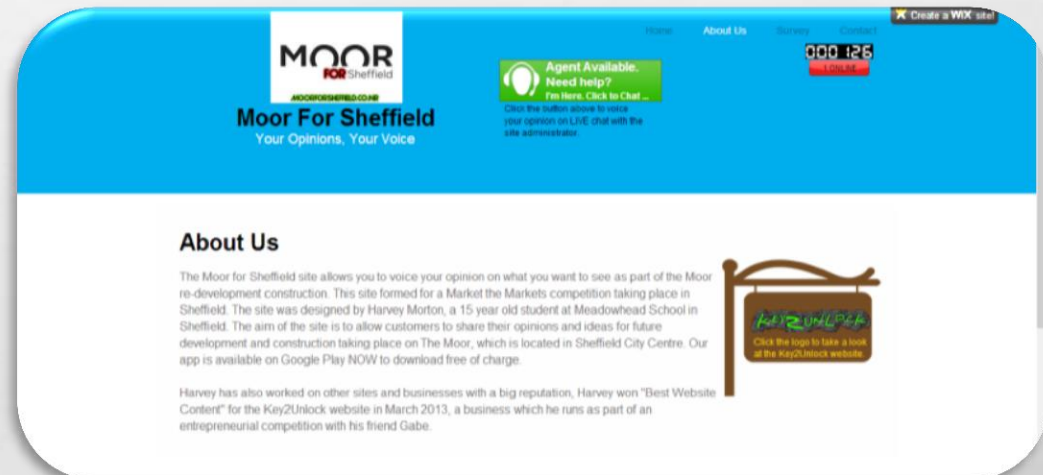 Create a WiX site!
Home About Us Survey Contact
000 126
1 ONLINE
MOOR
FOR Sheffield
MOORFORSHEFFIELD.CO.NR
Moor For Sheffield
Your Opinions, Your Voice
Agent Available.
Need help?
I'm Here. Click to Chat ...
Click the button above to voice
your opinion on LIVE chat with the
site administrator.
About Us
The Moor for Sheffield site allows you to voice your opinion on what you want to see as part of the Moor
re-development construction. This site formed for a Market the Markets competition taking place in
Sheffield. The site was designed by Harvey Morton, a 15 year old student at Meadowhead School in
Sheffield. The aim of the site is to allow customers to share their opinions and ideas for future
development and construction taking place on The Moor, which is located in Sheffield City Centre. Our
app is available on Google Play NOW to download free of charge.
Harvey has also worked on other sites and businesses with a big reputation, Harvey won "Best Website
Content" for the Key2Unlock website in March 2013, a business which he runs as part of an
entrepreneurial competition with his friend Gabe.
KEY2UNLOCK
Click the logo to take a look
at the Key2Unlock website.